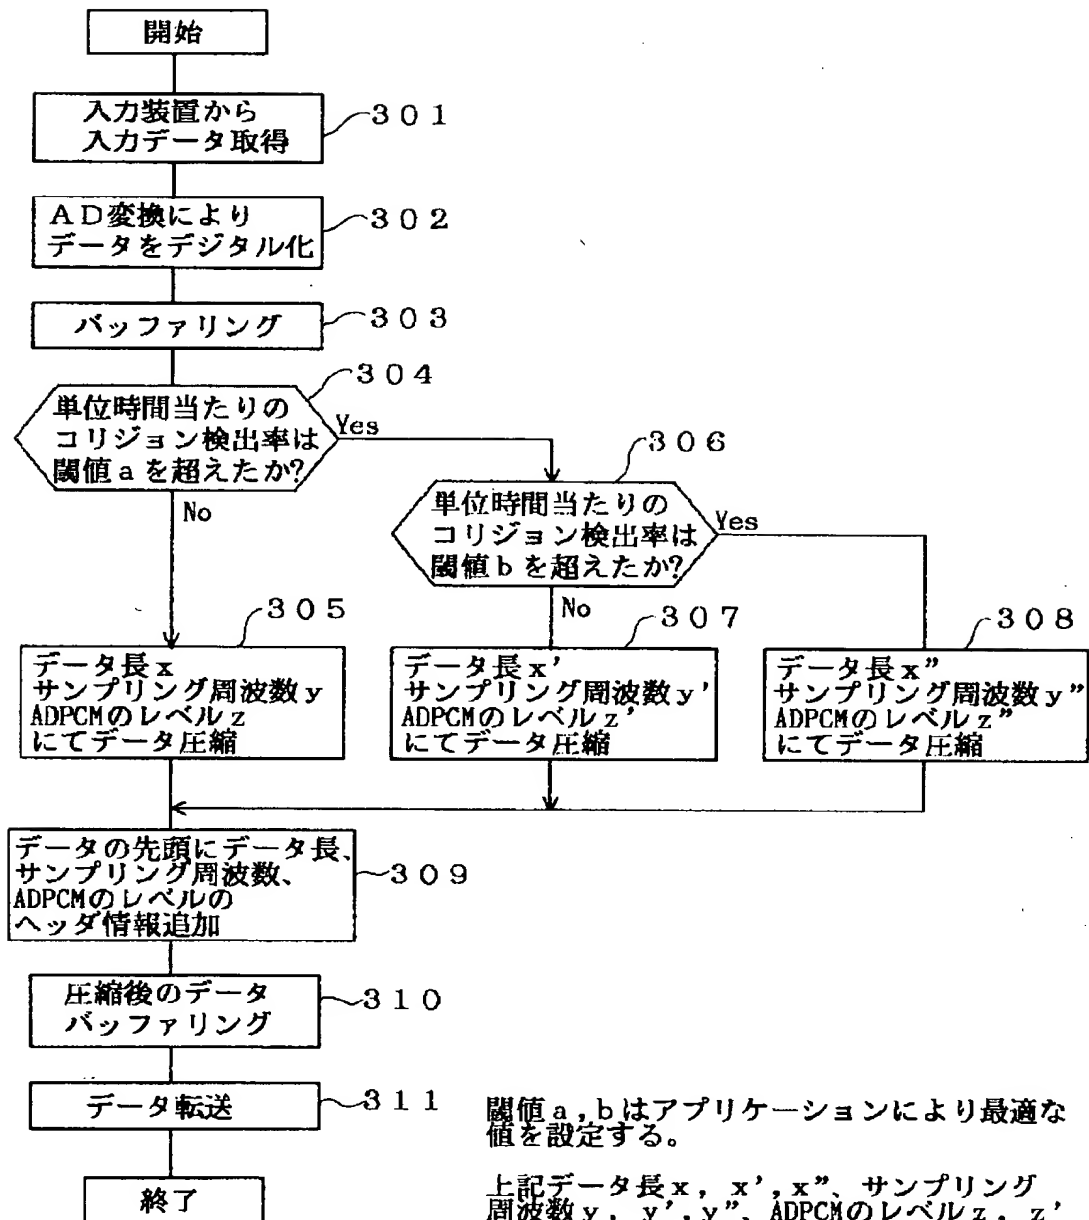 開始
入力装置から
入力データ取得
301
AD変換により
データをデジタル化
302
バッファリング
303
304
単位時間当たりの
コリジョン検出率は
閾値aを超えたか?
Yes
No
306
単位時間当たりの
コリジョン検出率は
閾値bを超えたか?
Yes
No
305
データ長x
サンプリング周波数y
ADPCMのレベルz
にてデータ圧縮
307
データ長x'
サンプリング周波数y'
ADPCMのレベルz'
にてデータ圧縮
308
データ長x"
サンプリング周波数y"
ADPCMのレベルz"
にてデータ圧縮
データの先頭にデータ長、
サンプリング周波数、
ADPCMのレベルの
ヘッダ情報追加
309
圧縮後のデータ
バッファリング
310
データ転送
311
終了
閾値a,bはアプリケーションにより最適な
値を設定する。
上記データ長x,x',x"、サンプリング
周波数y,y',y"、ADPCMのレベルz,z'